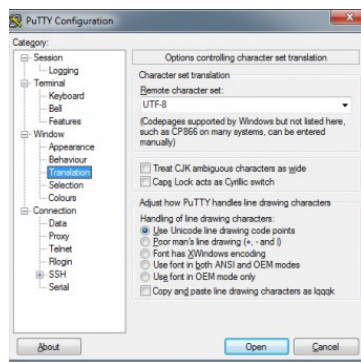 PuTTY Configuration
Category:
Session
Logging
Terminal
Keyboard
Bell
Features
Window
Appearance
Behaviour
Translation
Selection
Colours
Connection
Data
Proxy
Telnet
Rlogin
SSH
Serial
Options controlling character set translation
Character set translation
Remote character set:
UTF-8
(Codepages supported by Windows but not listed here,
such as CP866 on many systems, can be entered
manually)
Treat CJK ambiguous characters as wide
Caps Lock acts as Cyrillic switch
Adjust how PuTTY handles line drawing characters
Handling of line drawing characters:
Use Unicode line drawing code points
Poor man's line drawing (+, - and |)
Font has XWindows encoding
Use font in both ANSI and OEM modes
Use font in OEM mode only
Copy and paste line drawing characters as lqqqk
About
Open
Cancel